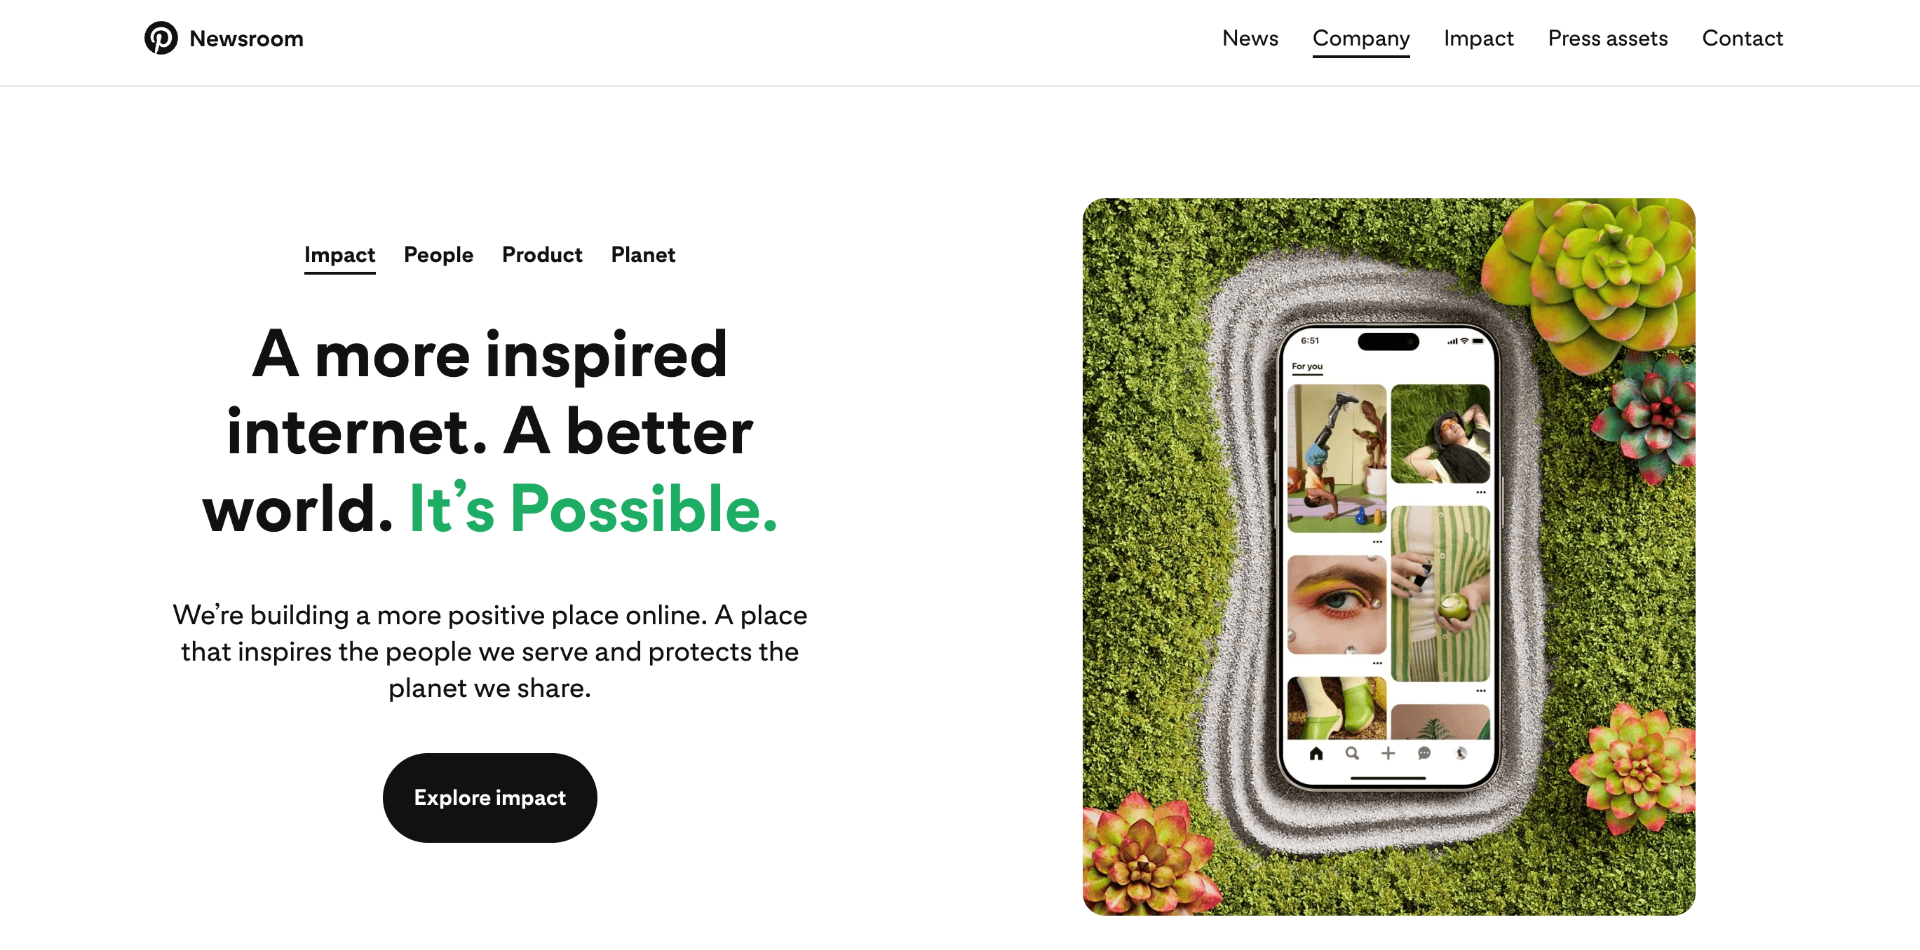 Newsroom
News Company Impact Press assets Contact
Impact People Product Planet
A more inspired
internet. A better
world. It’s Possible.
We’re building a more positive place online. A place
that inspires the people we serve and protects the
planet we share.
Explore impact
6:51
For you